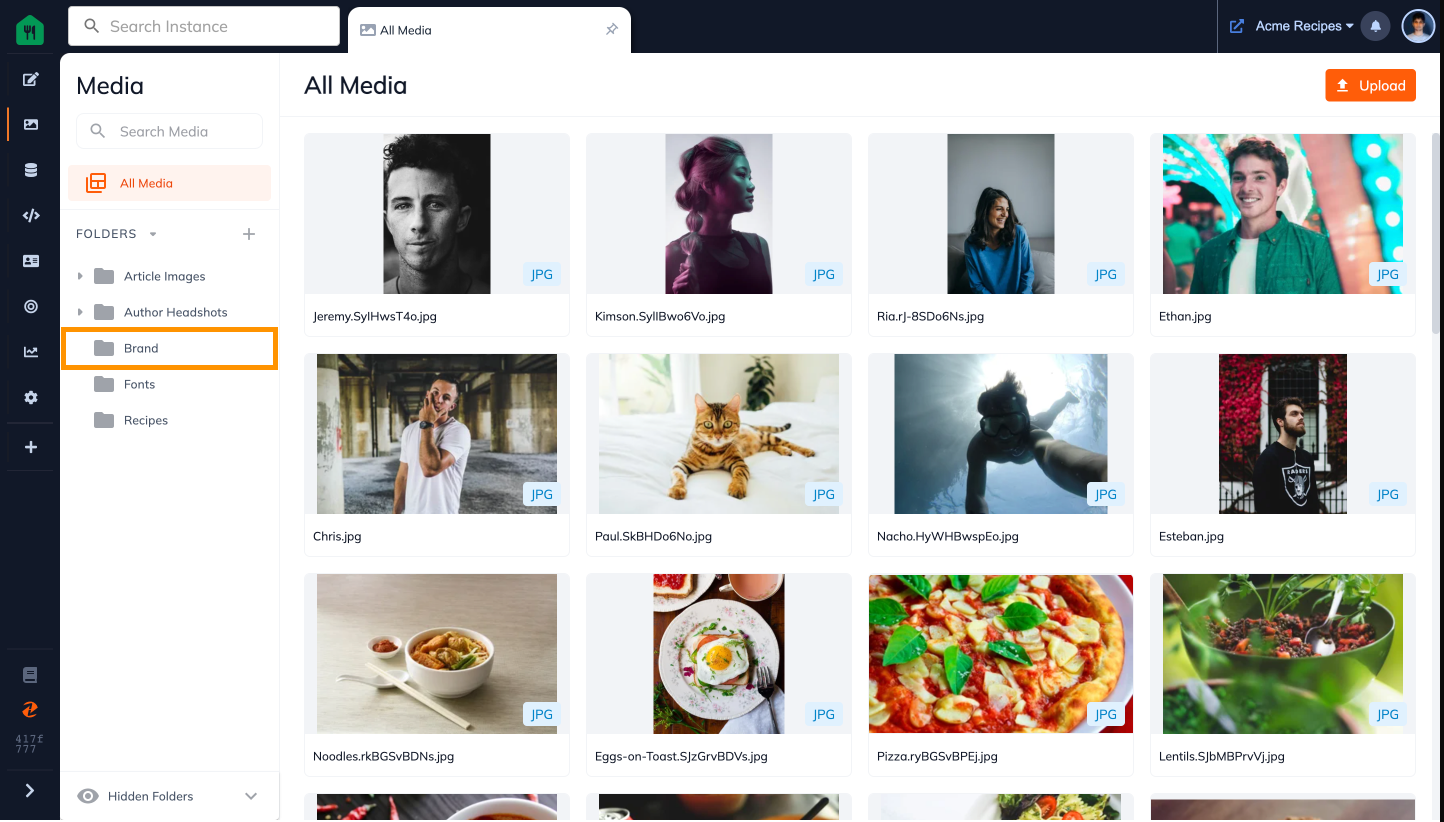 Search Instance
All Media
Acme Recipes
Media
Search Media
All Media
FOLDERS
Article Images
Author Headshots
Brand
Fonts
Recipes
417f
777
Hidden Folders
All Media
Upload
JPG
JPG
JPG
JPG
Jeremy.SylHwsT4o.jpg
Kimson.SyllBwo6Vo.jpg
Ria.rJ-8SDo6Ns.jpg
Ethan.jpg
RAIDERS
JPG
JPG
JPG
JPG
Chris.jpg
Paul.SkBHDo6No.jpg
Nacho.HyWHBwspEo.jpg
Esteban.jpg
JPG
JPG
JPG
JPG
Noodles.rkBGSvBDNs.jpg
Eggs-on-Toast.SJzGrvBDVs.jpg
Pizza.ryBGSvBPEj.jpg
Lentils.SJbMBPrvVj.jpg